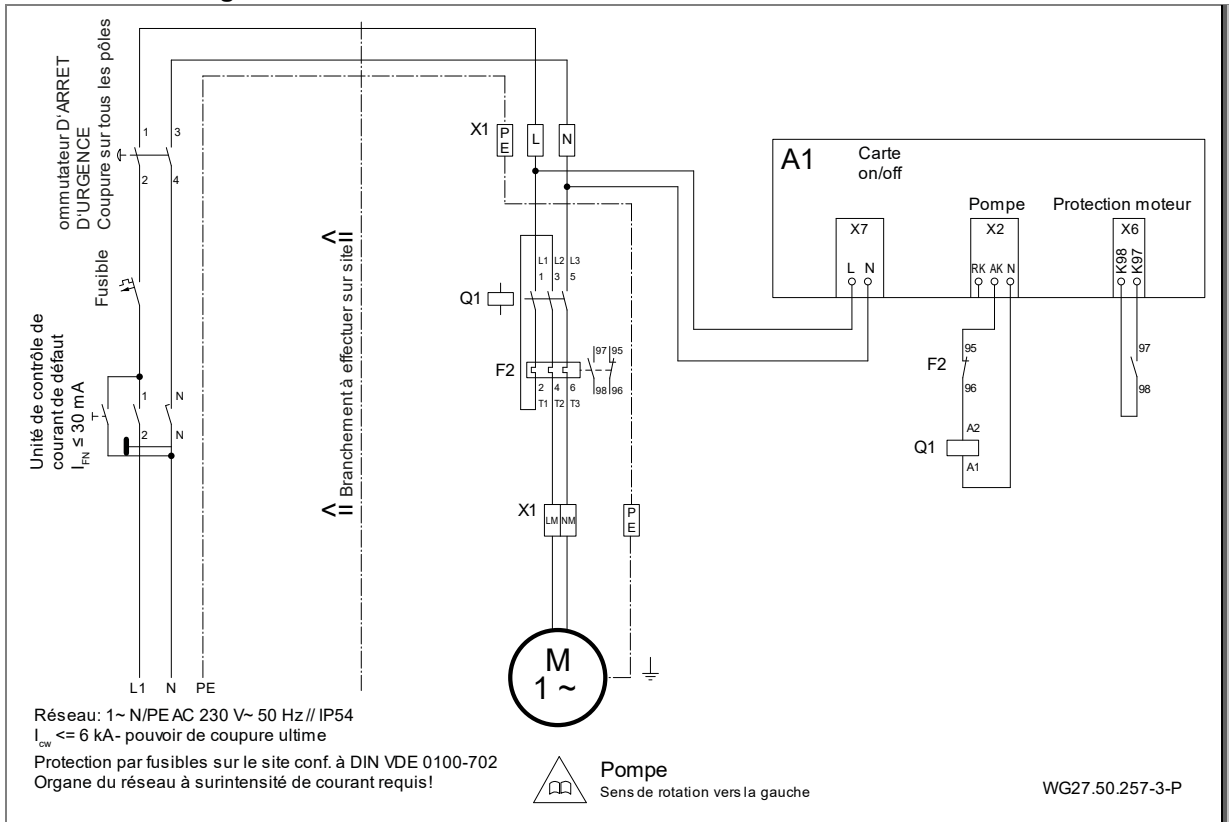 g
ommutateur D'ARRET
D'URGENCE
Coupure sur tous les pôles
1 3
2 4
Fusible
Unité de contrôle de
courant de défaut
I_FN ≤ 30 mA
1 N
2 N
L1 N PE
<II Branchement à effectuer sur site II<
X1 PE L N
L1 L2 L3
1 3 5
Q1
97 95
F2
98 96
2 4 6
T1 T2 T3
X1 LM NM PE
M
1 ~
A1
Carte
on/off
Pompe
Protection moteur
X7 X2 X6
L N
RK AK N
K98 K97
95
F2
96
A2
Q1
A1
97
98
Réseau: 1~ N/PE AC 230 V~ 50 Hz // IP54
I_cw <= 6 kA- pouvoir de coupure ultime
Protection par fusibles sur le site conf. à DIN VDE 0100-702
Organe du réseau à surintensité de courant requis!
Pompe
Sens de rotation vers la gauche
WG27.50.257-3-P